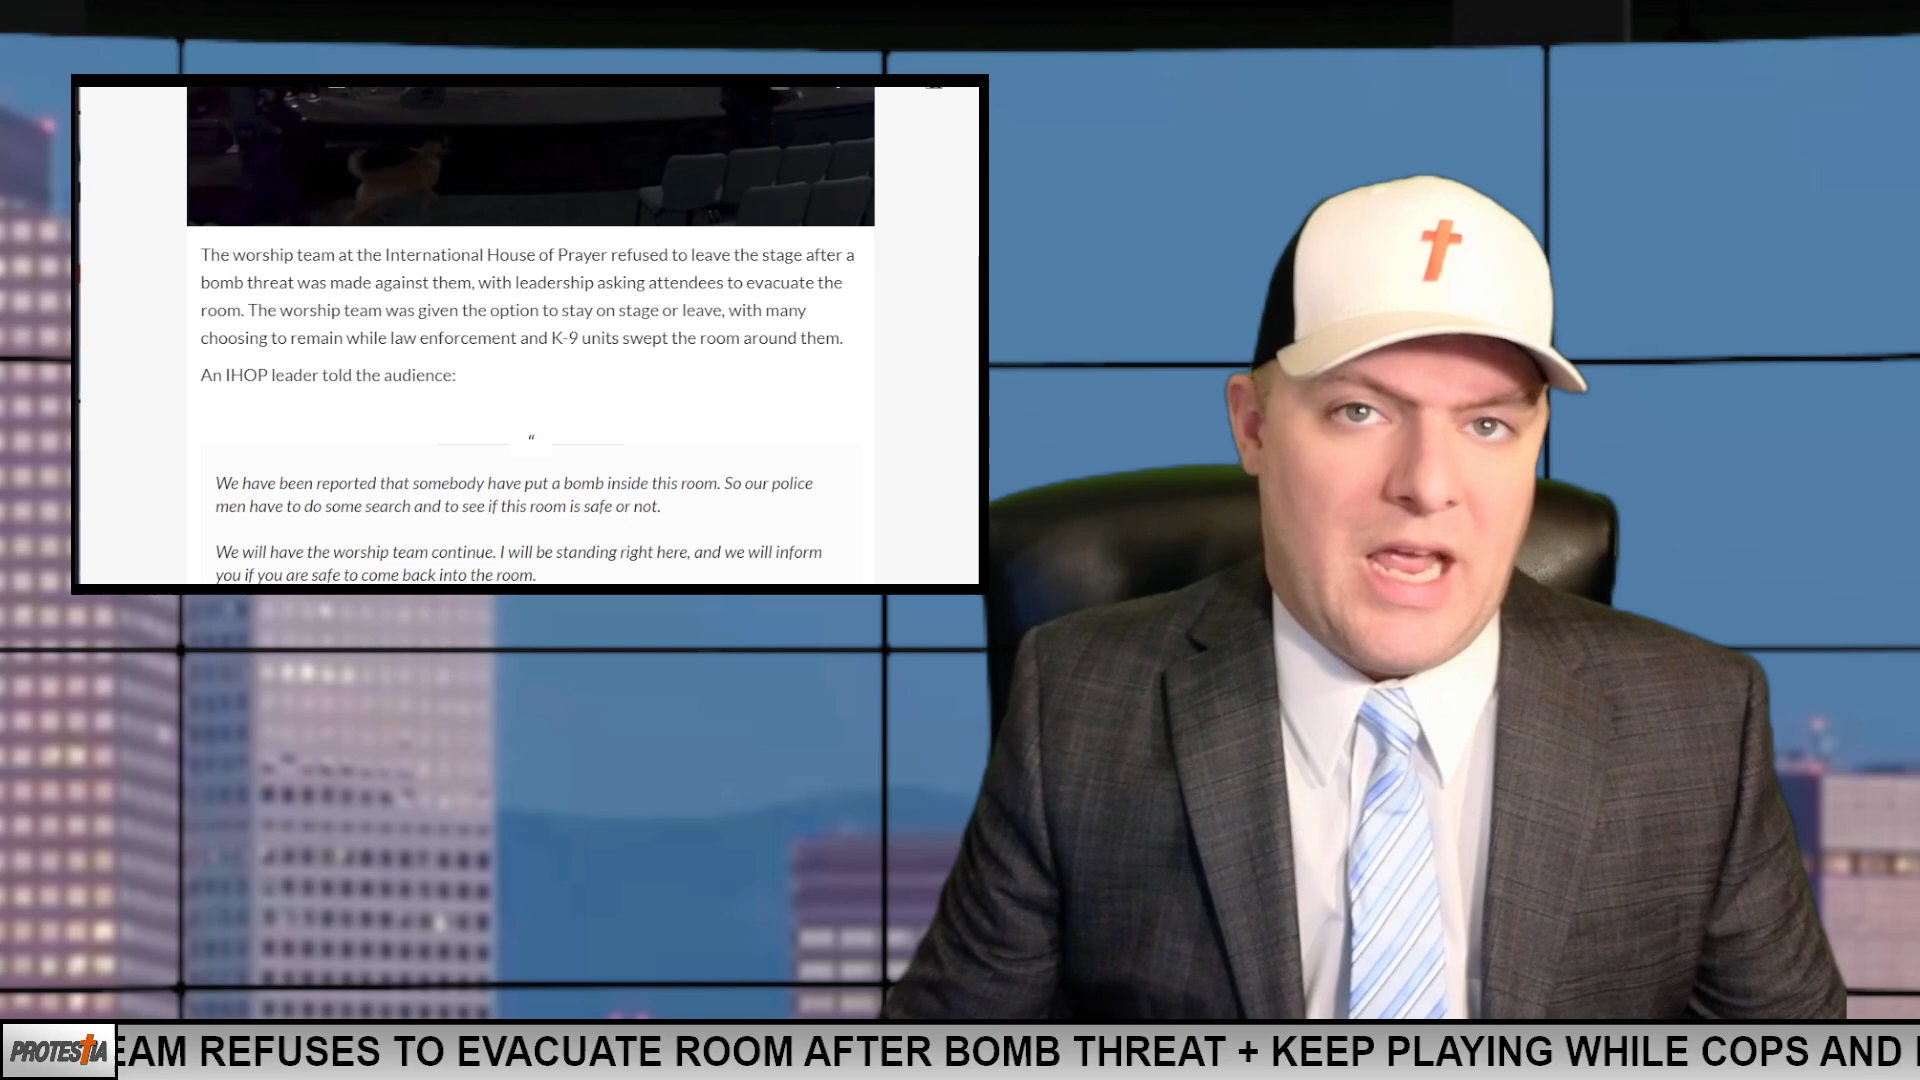 The worship team at the International House of Prayer refused to leave the stage after a
bomb threat was made against them, with leadership asking attendees to evacuate the
room. The worship team was given the option to stay on stage or leave, with many
choosing to remain while law enforcement and K-9 units swept the room around them.
An IHOP leader told the audience:
“
We have been reported that somebody have put a bomb inside this room. So our police
men have to do some search and to see if this room is safe or not.
We will have the worship team continue. I will be standing right here, and we will inform
you if you are safe to come back into the room.
PROTESTIA
EAM REFUSES TO EVACUATE ROOM AFTER BOMB THREAT + KEEP PLAYING WHILE COPS AND